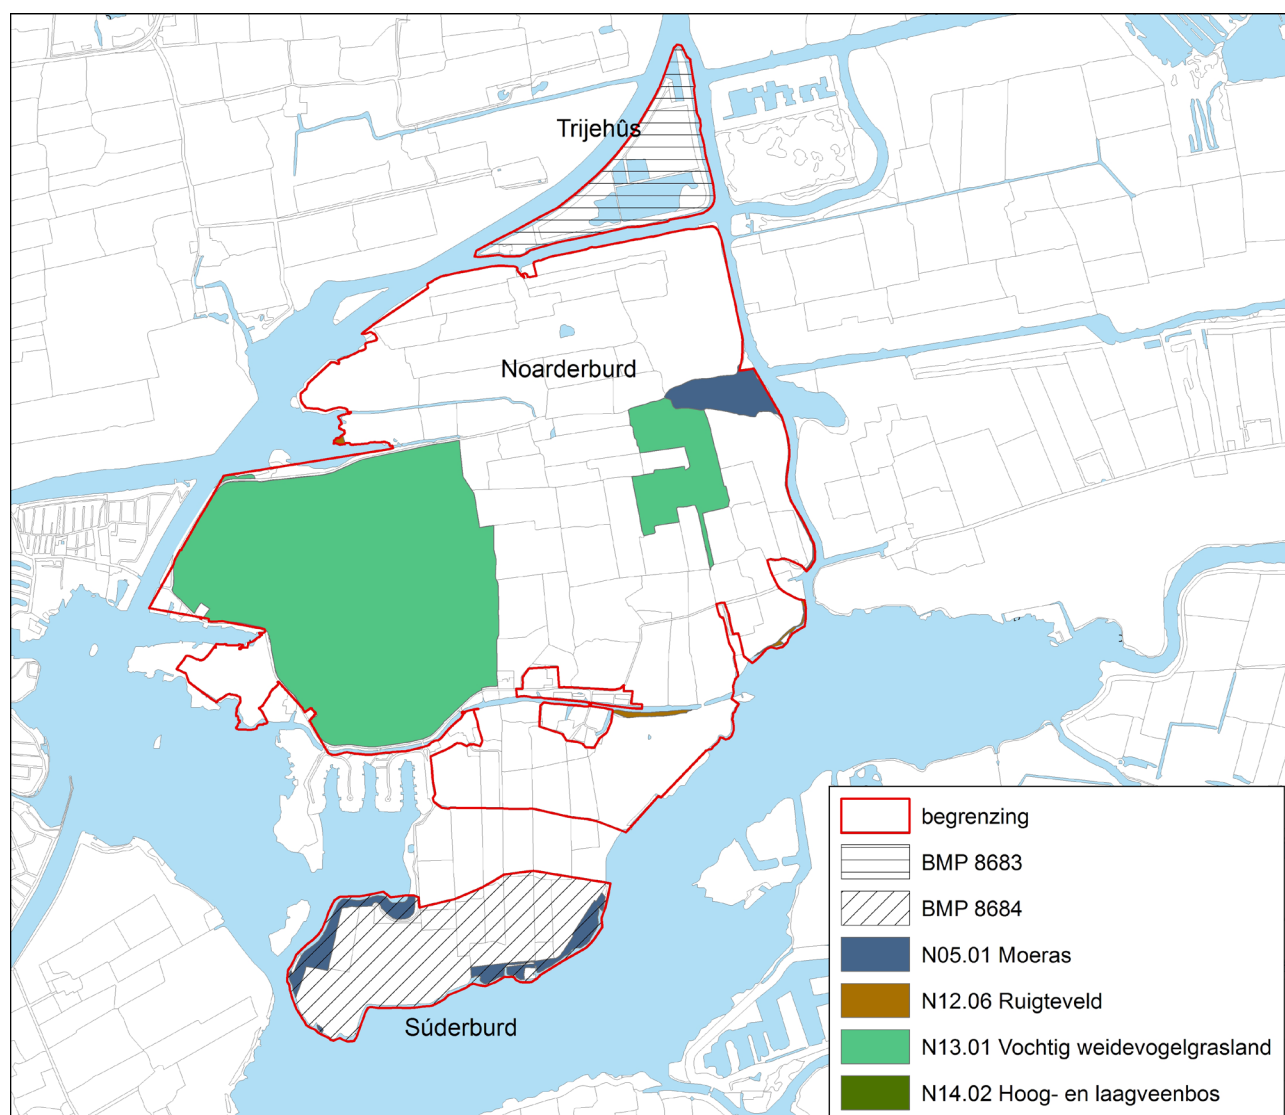 Trijehûs
Noarderburd
Súderburd
begrenzing
BMP 8683
BMP 8684
N05.01 Moeras
N12.06 Ruigteveld
N13.01 Vochtig weidevogelgrasland
N14.02 Hoog- en laagveenbos